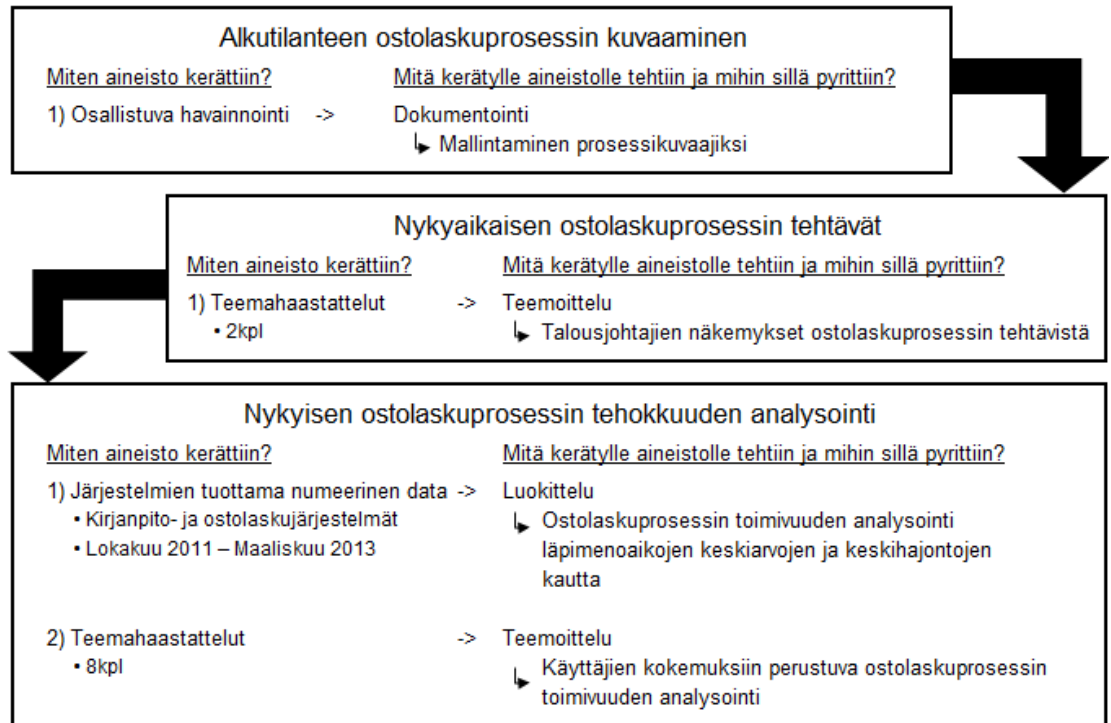 Alkutilanteen ostolaskuprosessin kuvaaminen
Miten aineisto kerättiin? Mitä kerätylle aineistolle tehtiin ja mihin sillä pyrittiin?
1) Osallistuva havainnointi -> Dokumentointi
↳ Mallintaminen prosessikuvaajiksi
Nykyaikaisen ostolaskuprosessin tehtävät
Miten aineisto kerättiin? Mitä kerätylle aineistolle tehtiin ja mihin sillä pyrittiin?
1) Teemahaastattelut -> Teemoittelu
• 2kpl ↳ Talousjohtajien näkemykset ostolaskuprosessin tehtävistä
Nykyisen ostolaskuprosessin tehokkuuden analysointi
Miten aineisto kerättiin? Mitä kerätylle aineistolle tehtiin ja mihin sillä pyrittiin?
1) Järjestelmien tuottama numeerinen data -> Luokittelu
• Kirjanpito- ja ostolaskujärjestelmät ↳ Ostolaskuprosessin toimivuuden analysointi
• Lokakuu 2011 – Maaliskuu 2013 läpimenoaikojen keskiarvojen ja keskihajontojen
kautta
2) Teemahaastattelut -> Teemoittelu
• 8kpl ↳ Käyttäjien kokemuksiin perustuva ostolaskuprosessin
toimivuuden analysointi